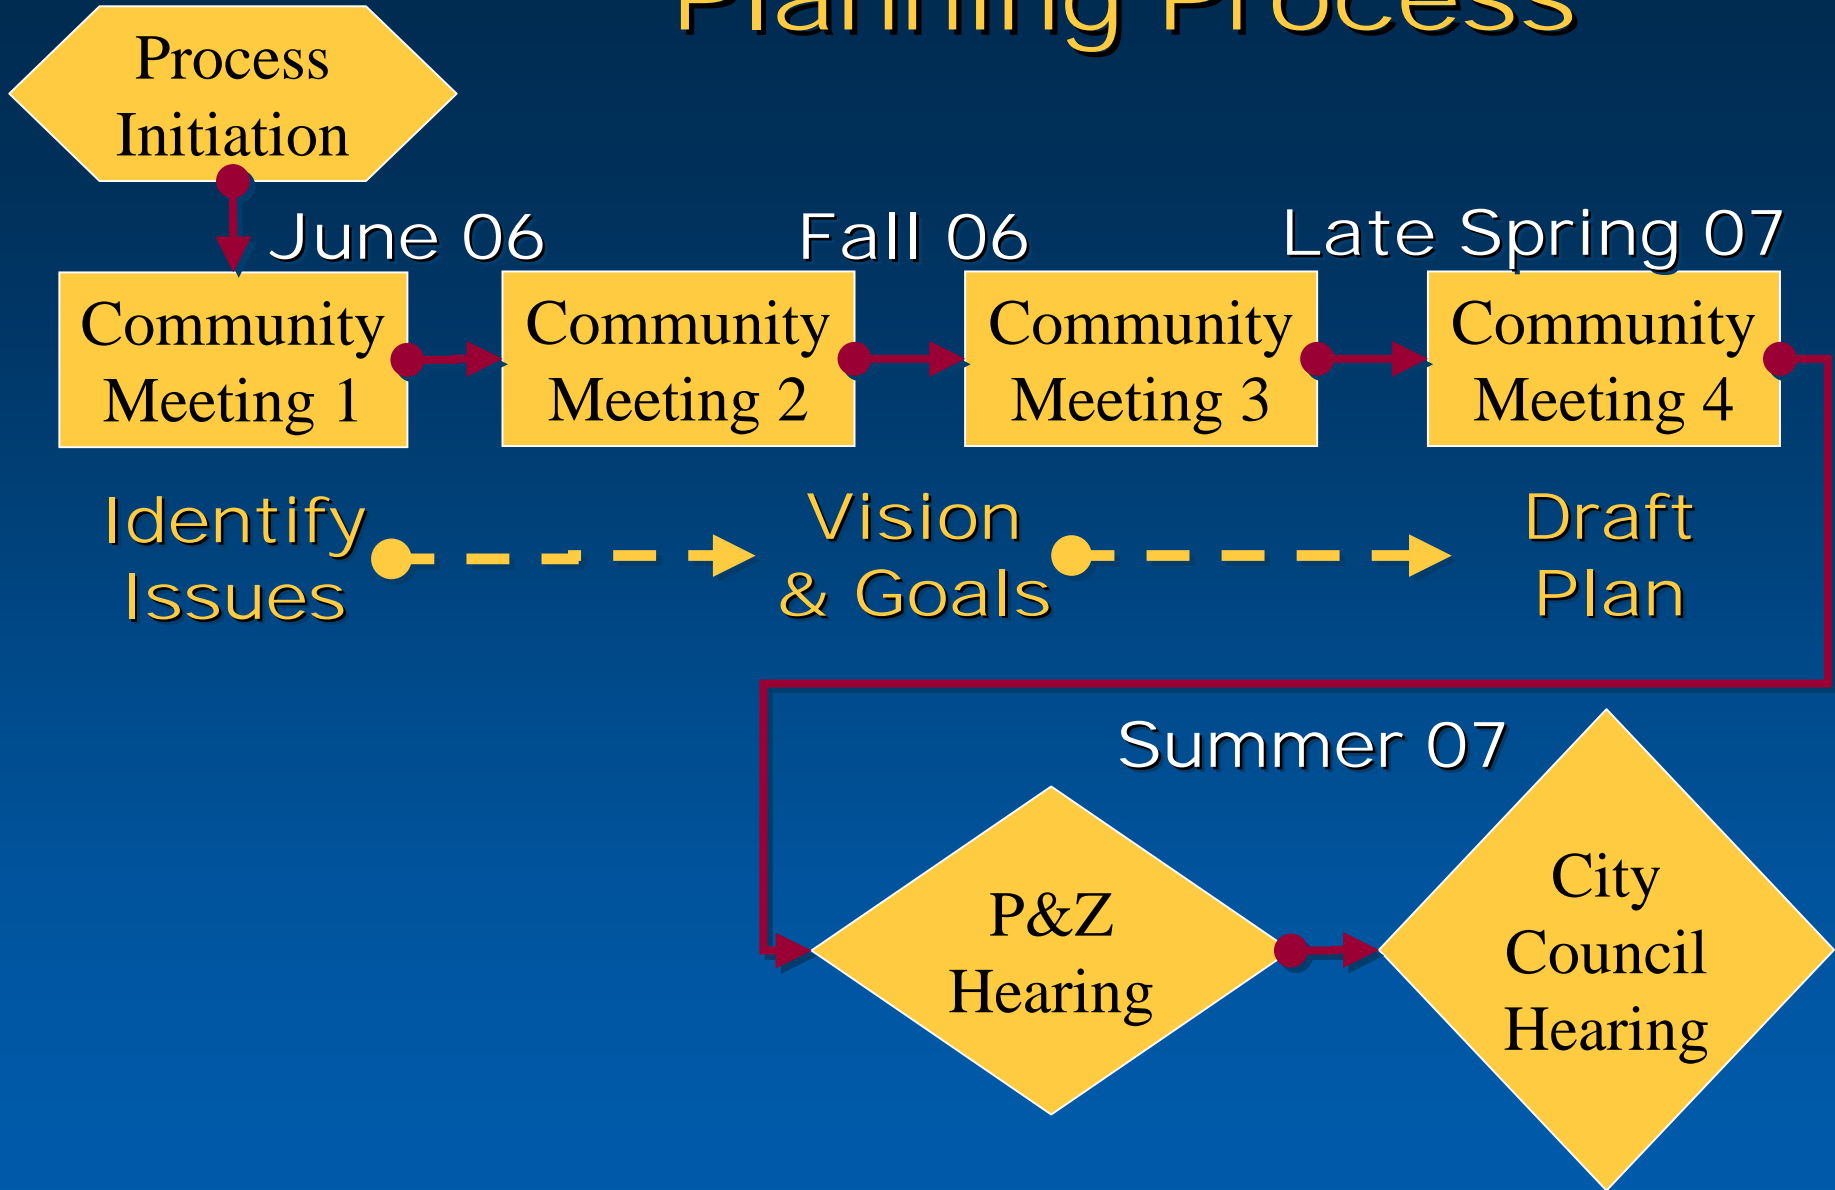 Planning Process
Process
Initiation
June 06
Fall 06
Late Spring 07
Community
Meeting 1
Community
Meeting 2
Community
Meeting 3
Community
Meeting 4
Identify
Issues
Vision
& Goals
Draft
Plan
Summer 07
P&Z
Hearing
City
Council
Hearing